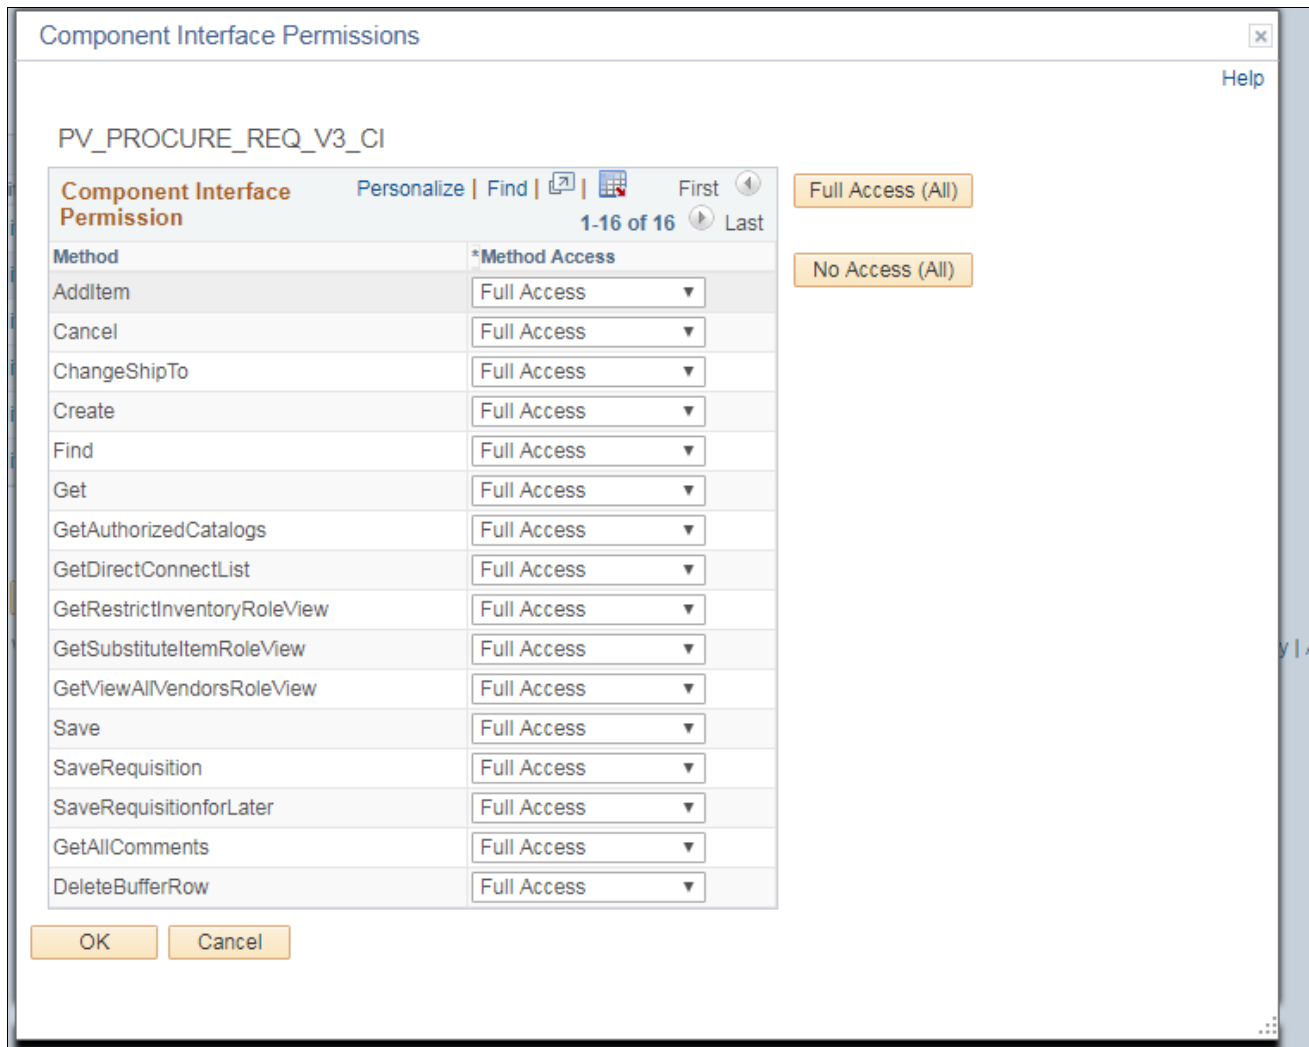 Component Interface Permissions
Help
PV_PROCURE_REQ_V3_CI
Component Interface Permission
Personalize | Find | | First
1-16 of 16 Last
Full Access (All)
No Access (All)
Method *Method Access
AddItem Full Access
Cancel Full Access
ChangeShipTo Full Access
Create Full Access
Find Full Access
Get Full Access
GetAuthorizedCatalogs Full Access
GetDirectConnectList Full Access
GetRestrictInventoryRoleView Full Access
GetSubstituteItemRoleView Full Access
GetViewAllVendorsRoleView Full Access
Save Full Access
SaveRequisition Full Access
SaveRequisitionforLater Full Access
GetAllComments Full Access
DeleteBufferRow Full Access
OK Cancel